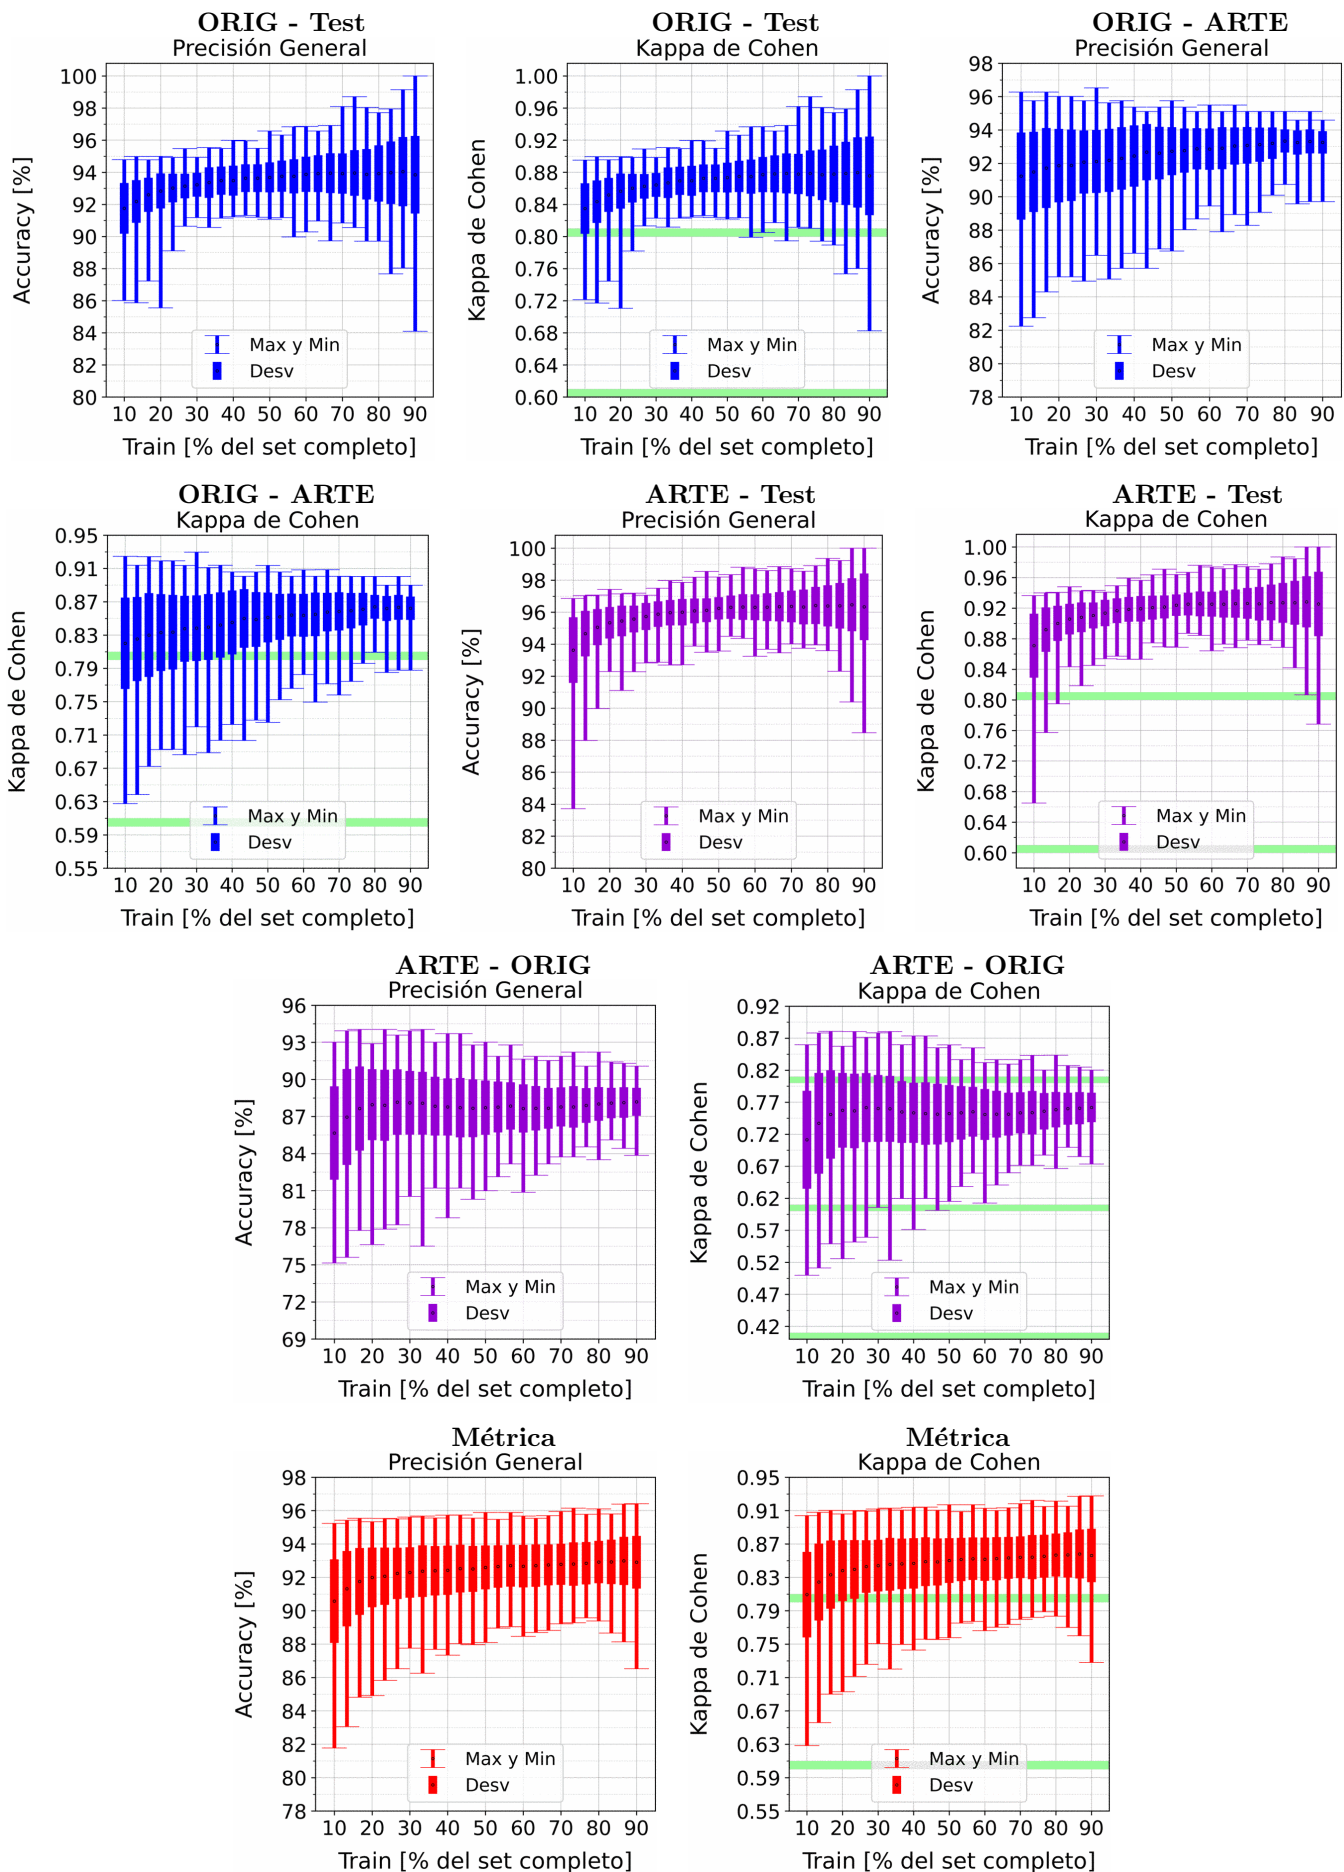 ORIG - Test
Precisión General
Accuracy [%]
100
98
96
94
92
90
88
86
84
82
80
Max y Min
Desv
10 20 30 40 50 60 70 80 90
Train [% del set completo]
ORIG - Test
Kappa de Cohen
Kappa de Cohen
1.00
0.96
0.92
0.88
0.84
0.80
0.76
0.72
0.68
0.64
0.60
Max y Min
Desv
10 20 30 40 50 60 70 80 90
Train [% del set completo]
ORIG - ARTE
Precisión General
Accuracy [%]
98
96
94
92
90
88
86
84
82
80
78
Max y Min
Desv
10 20 30 40 50 60 70 80 90
Train [% del set completo]
ORIG - ARTE
Kappa de Cohen
Kappa de Cohen
0.95
0.91
0.87
0.83
0.79
0.75
0.71
0.67
0.63
0.59
0.55
Max y Min
Desv
10 20 30 40 50 60 70 80 90
Train [% del set completo]
ARTE - Test
Precisión General
Accuracy [%]
100
98
96
94
92
90
88
86
84
82
80
Max y Min
Desv
10 20 30 40 50 60 70 80 90
Train [% del set completo]
ARTE - Test
Kappa de Cohen
Kappa de Cohen
1.00
0.96
0.92
0.88
0.84
0.80
0.76
0.72
0.68
0.64
0.60
Max y Min
Desv
10 20 30 40 50 60 70 80 90
Train [% del set completo]
ARTE - ORIG
Precisión General
Accuracy [%]
96
93
90
87
84
81
78
75
72
69
Max y Min
Desv
10 20 30 40 50 60 70 80 90
Train [% del set completo]
ARTE - ORIG
Kappa de Cohen
Kappa de Cohen
0.92
0.87
0.82
0.77
0.72
0.67
0.62
0.57
0.52
0.47
0.42
Max y Min
Desv
10 20 30 40 50 60 70 80 90
Train [% del set completo]
Métrica
Precisión General
Accuracy [%]
98
96
94
92
90
88
86
84
82
80
78
Max y Min
Desv
10 20 30 40 50 60 70 80 90
Train [% del set completo]
Métrica
Kappa de Cohen
Kappa de Cohen
0.95
0.91
0.87
0.83
0.79
0.75
0.71
0.67
0.63
0.59
0.55
Max y Min
Desv
10 20 30 40 50 60 70 80 90
Train [% del set completo]